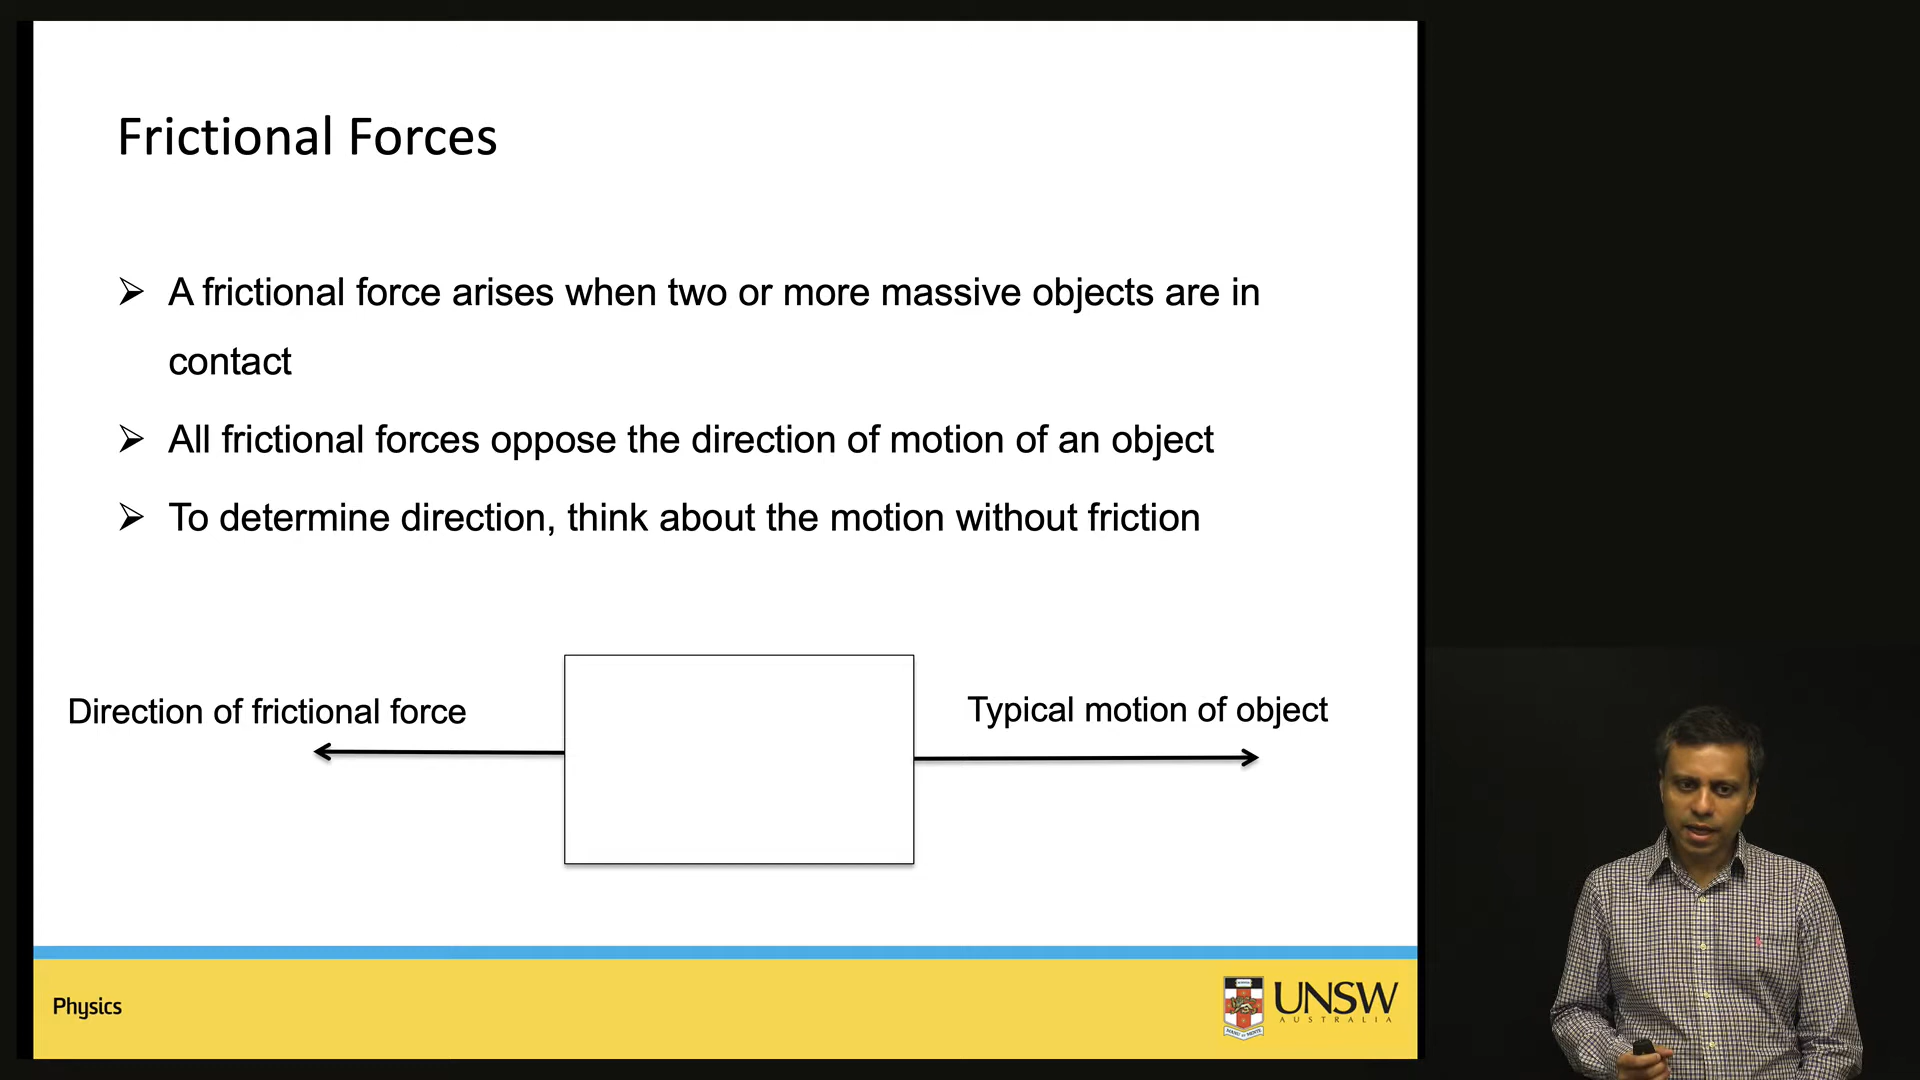 Frictional Forces
A frictional force arises when two or more massive objects are in
contact
All frictional forces oppose the direction of motion of an object
To determine direction, think about the motion without friction
Direction of frictional force
Typical motion of object
Physics
UNSW
AUSTRALIA